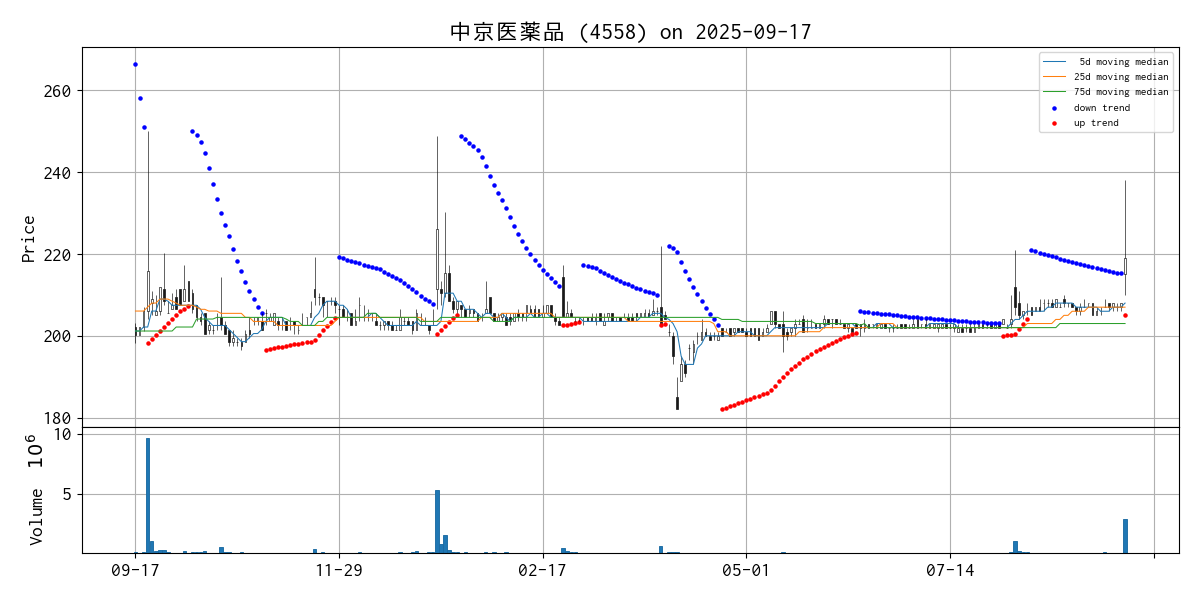 中京医薬品 (4558) on 2025-09-17
5d moving median
25d moving median
75d moving median
down trend
up trend
Price
260
240
220
200
180
Volume 10^6
10
5
09-17 11-29 02-17 05-01 07-14